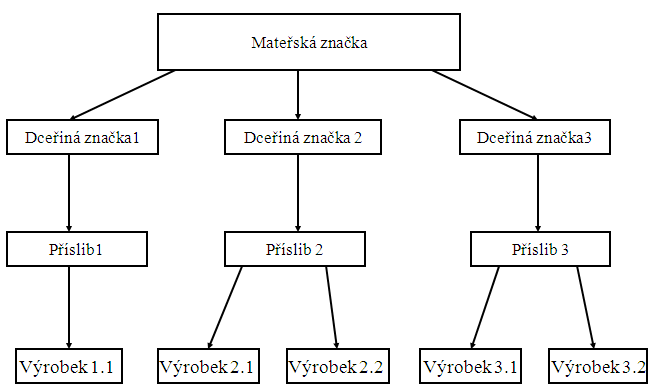 Mateřská značka
Dceřiná značka1
Dceřiná značka 2
Dceřiná značka3
Příslib1
Příslib 2
Příslib 3
Výrobek 1.1
Výrobek 2.1
Výrobek 2.2
Výrobek 3.1
Výrobek 3.2